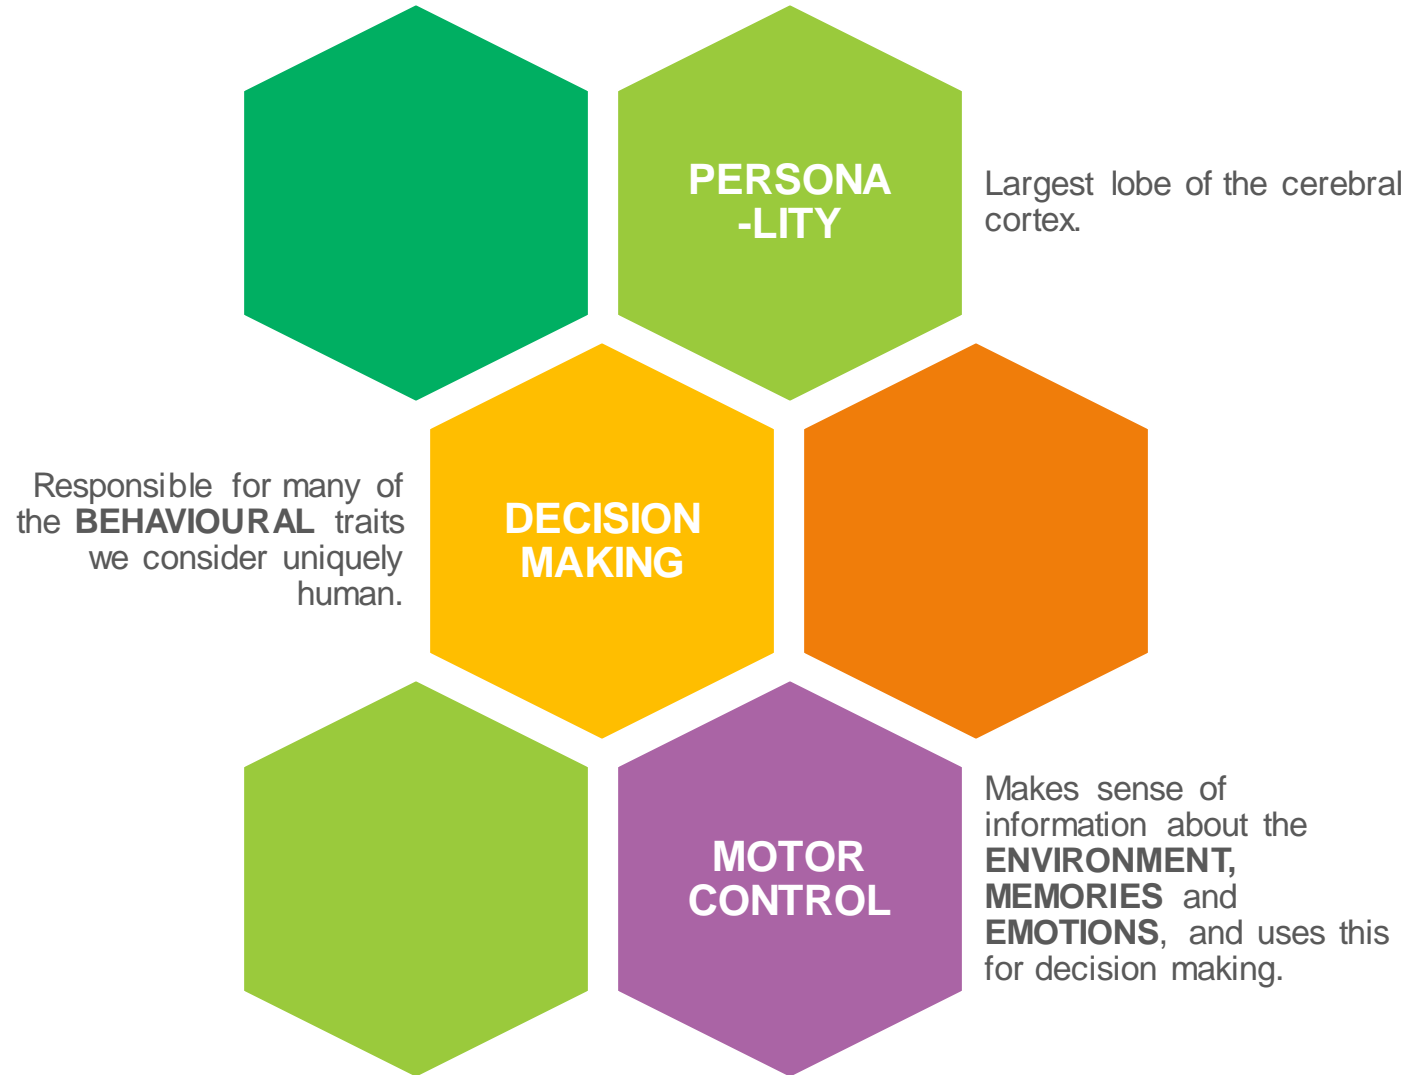 PERSONA
-LITY
Largest lobe of the cerebral
cortex.
Responsible for many of
the BEHAVIOURAL traits
we consider uniquely
human.
DECISION
MAKING
MOTOR
CONTROL
Makes sense of
information about the
ENVIRONMENT,
MEMORIES and
EMOTIONS, and uses this
for decision making.